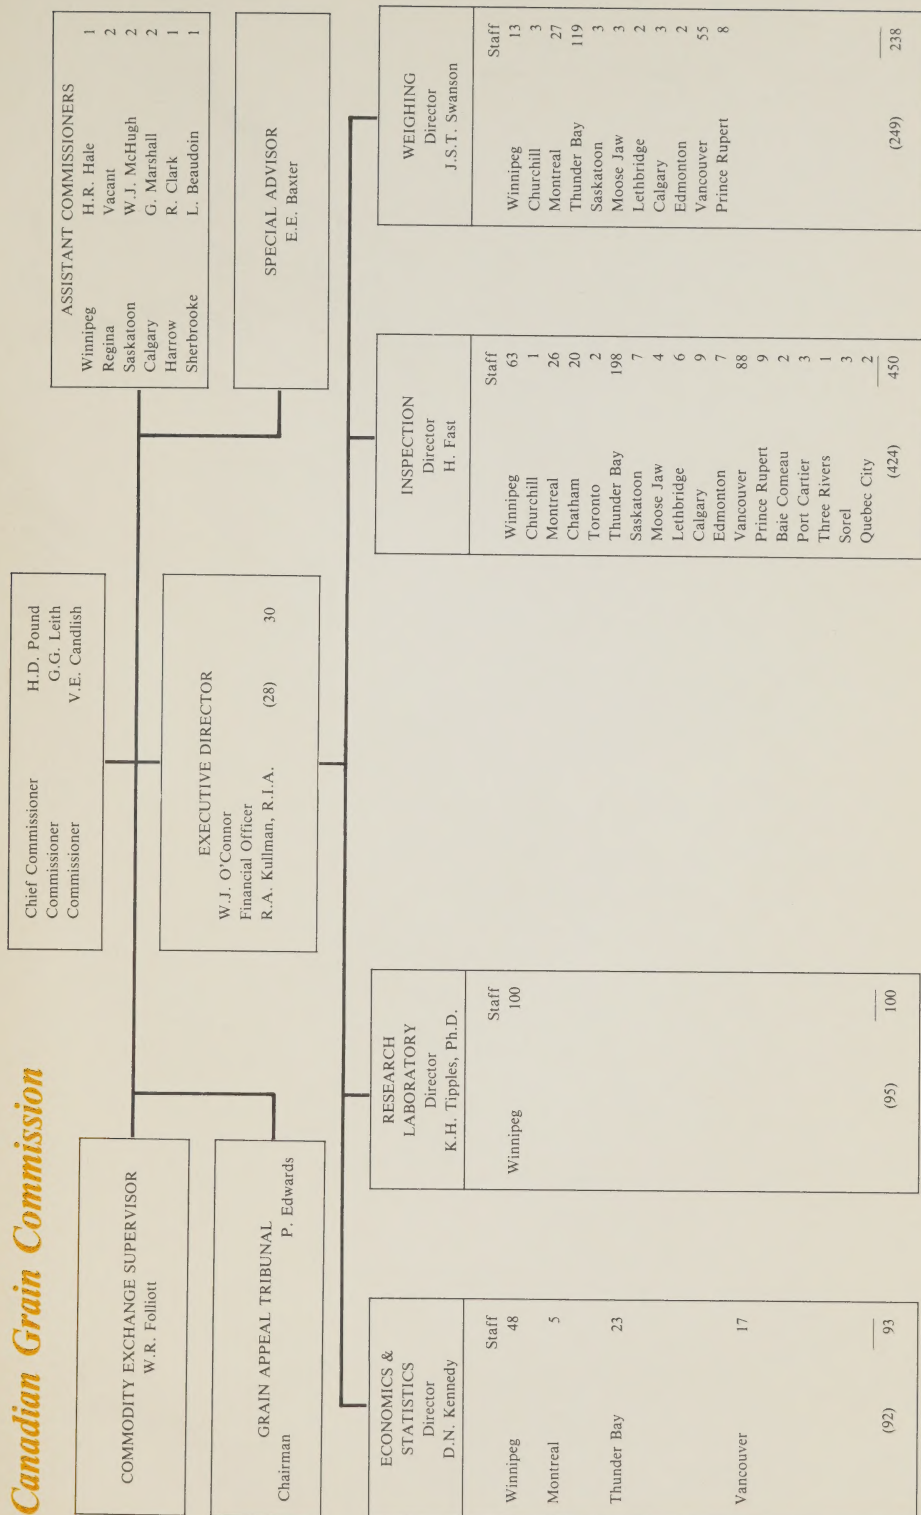 Canadian Grain Commission
Chief Commissioner H.D. Pound
Commissioner G.G. Leith
Commissioner V.E. Candlish
COMMODITY EXCHANGE SUPERVISOR
W.R. Folliott
GRAIN APPEAL TRIBUNAL
Chairman P. Edwards
EXECUTIVE DIRECTOR
W.J. O'Connor
Financial Officer
R.A. Kullman, R.I.A. (28) 30
ASSISTANT COMMISSIONERS
Winnipeg H.R. Hale 1
Regina Vacant 2
Saskatoon W.J. McHugh 2
Calgary G. Marshall 2
Harrow R. Clark 1
Sherbrooke L. Beaudoin 1
SPECIAL ADVISOR
E.E. Baxter
ECONOMICS &
STATISTICS
Director
D.N. Kennedy
Staff
Winnipeg 48
Montreal 5
Thunder Bay 23
Vancouver 17
(92) 93
RESEARCH
LABORATORY
Director
K.H. Tipples, Ph.D.
Staff
Winnipeg 100
(95) 100
INSPECTION
Director
H. Fast
Staff
Winnipeg 63
Churchill 1
Montreal 26
Chatham 20
Toronto 2
Thunder Bay 198
Saskatoon 7
Moose Jaw 4
Lethbridge 6
Calgary 9
Edmonton 7
Vancouver 88
Prince Rupert 9
Baie Comeau 2
Port Cartier 3
Three Rivers 1
Sorel 3
Quebec City 2
(424) 450
WEIGHING
Director
J.S.T. Swanson
Staff
Winnipeg 13
Churchill 3
Montreal 27
Thunder Bay 119
Saskatoon 3
Moose Jaw 3
Lethbridge 2
Calgary 3
Edmonton 2
Vancouver 55
Prince Rupert 8
(249) 238